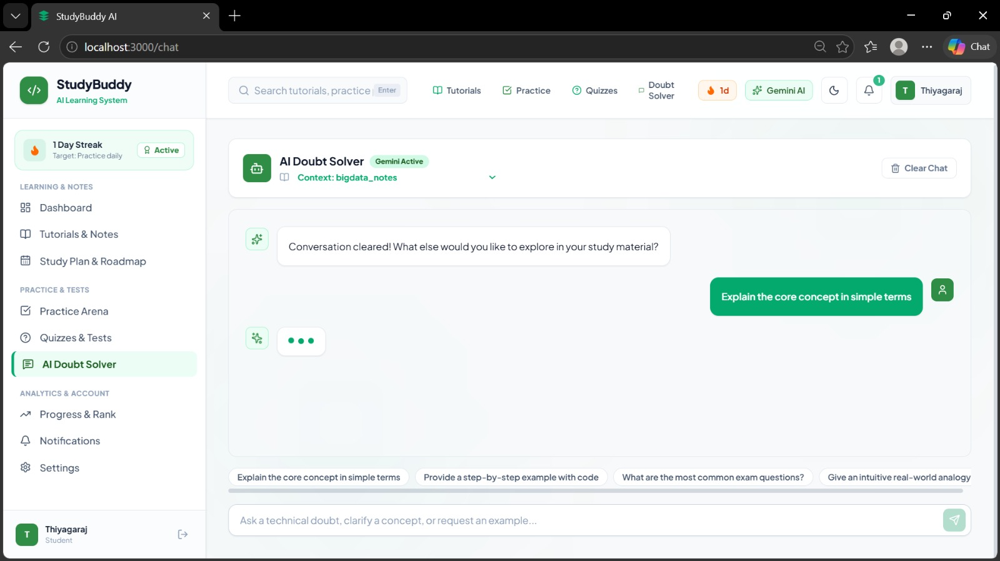 StudyBuddy AI
localhost:3000/chat
Chat
StudyBuddy
AI Learning System
Search tutorials, practice
Enter
Tutorials
Practice
Quizzes
Doubt
Solver
1d
Gemini AI
1
T
Thiyagaraj
1 Day Streak
Target: Practice daily
Active
LEARNING & NOTES
Dashboard
Tutorials & Notes
Study Plan & Roadmap
PRACTICE & TESTS
Practice Arena
Quizzes & Tests
AI Doubt Solver
ANALYTICS & ACCOUNT
Progress & Rank
Notifications
Settings
T
Thiyagaraj
Student
AI Doubt Solver
Gemini Active
Context: bigdata_notes
Clear Chat
Conversation cleared! What else would you like to explore in your study material?
Explain the core concept in simple terms
Explain the core concept in simple terms
Provide a step-by-step example with code
What are the most common exam questions?
Give an intuitive real-world analogy
Ask a technical doubt, clarify a concept, or request an example...